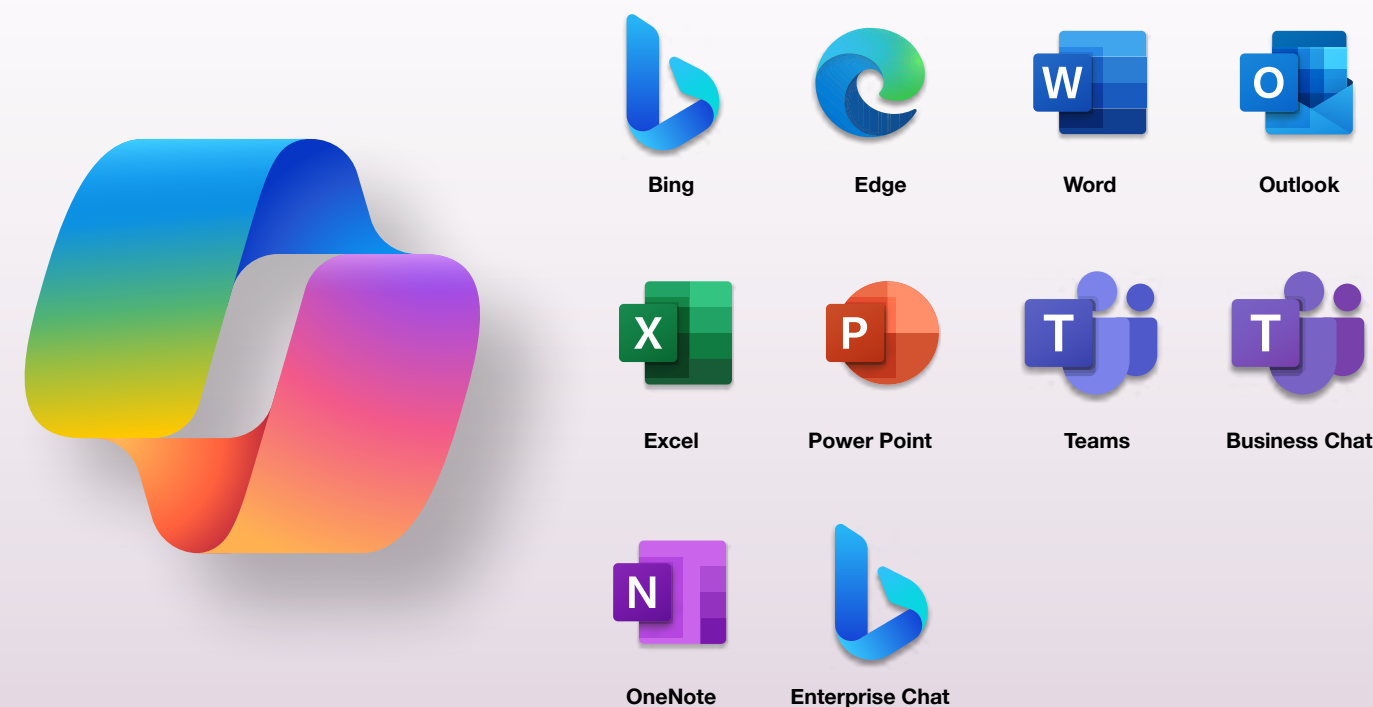 Bing
Edge
W
Word
O
Outlook
X
Excel
P
Power Point
T
Teams
T
Business Chat
N
OneNote
Enterprise Chat